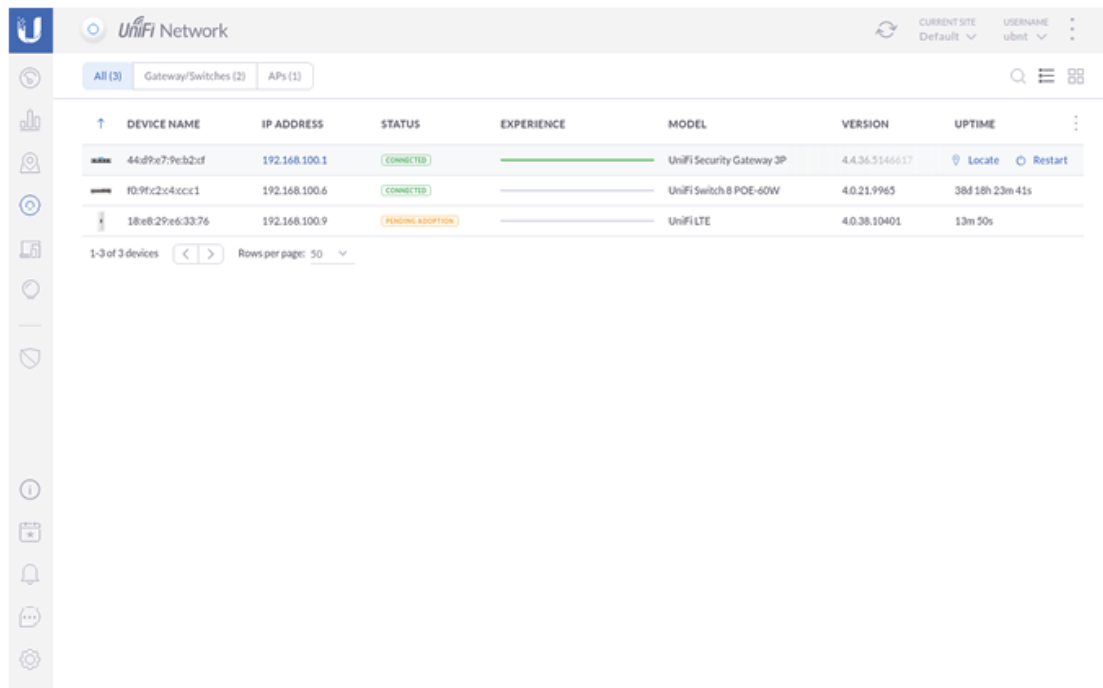 UniFi Network
CURRENT SITE
Default
USERNAME
ubnt
All (3) Gateway/Switches (2) APs (1)
DEVICE NAME IP ADDRESS STATUS EXPERIENCE MODEL VERSION UPTIME
44:d9:e7:9e:b2:cf 192.168.100.1 CONNECTED UniFi Security Gateway 3P 4.4.36.5146617 Locate Restart
f0:9f:c2:c4:cc:c1 192.168.100.6 CONNECTED UniFi Switch 8 POE-60W 4.0.21.9965 38d 18h 23m 41s
18:e8:29:e6:33:76 192.168.100.9 PENDING ADOPTION UniFi LTE 4.0.38.10401 13m 50s
1-3 of 3 devices Rows per page: 50